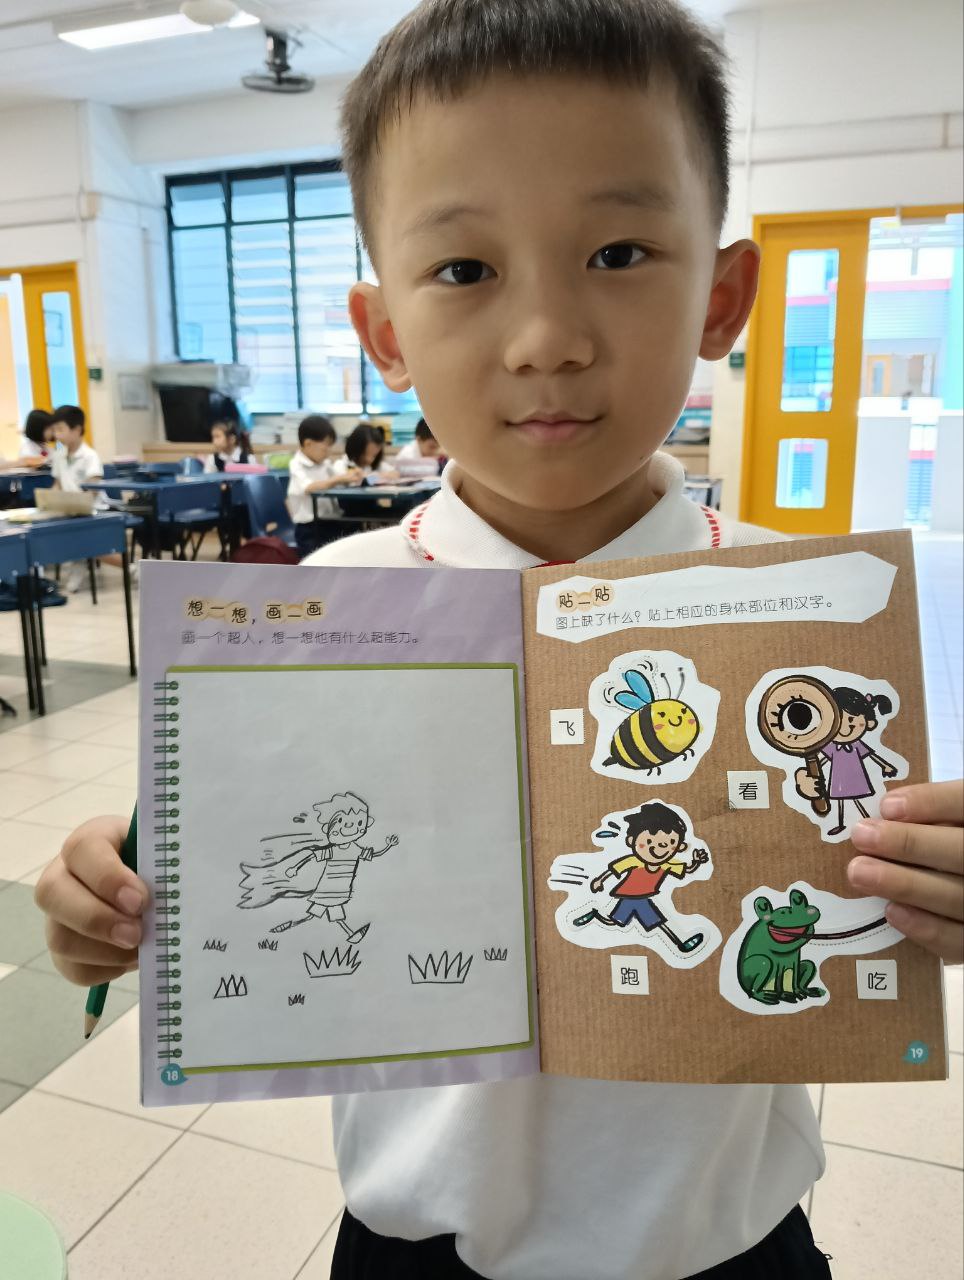 想一想，画一画
画一个超人，想一想他有什么超能力。
18
贴一贴
图上缺了什么？贴上相应的身体部位和汉字。
飞
看
跑
吃
19